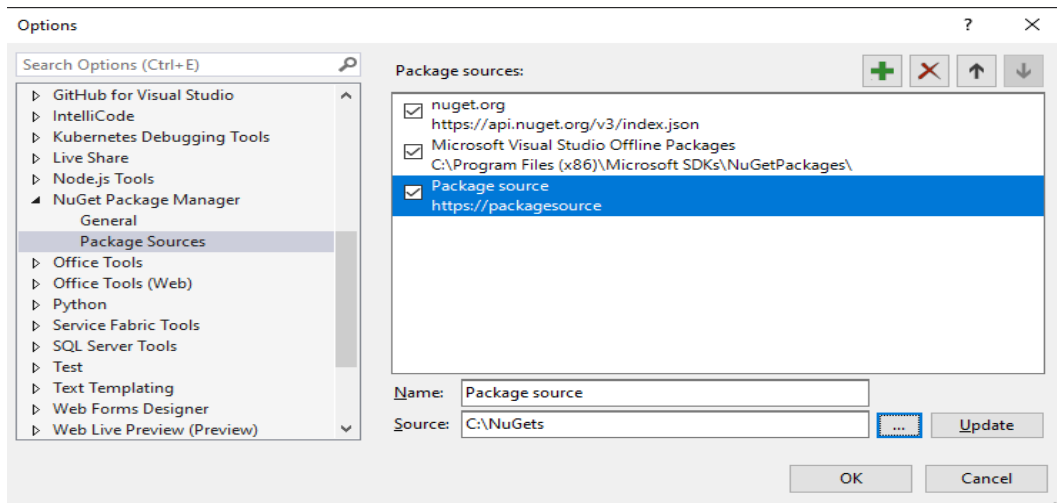 Options
?
Search Options (Ctrl+E)
GitHub for Visual Studio
IntelliCode
Kubernetes Debugging Tools
Live Share
Node.js Tools
NuGet Package Manager
General
Package Sources
Office Tools
Office Tools (Web)
Python
Service Fabric Tools
SQL Server Tools
Test
Text Templating
Web Forms Designer
Web Live Preview (Preview)
Package sources:
nuget.org
https://api.nuget.org/v3/index.json
Microsoft Visual Studio Offline Packages
C:\Program Files (x86)\Microsoft SDKs\NuGetPackages\
Package source
https://packagesource
Name: Package source
Source: C:\NuGets ... Update
OK Cancel